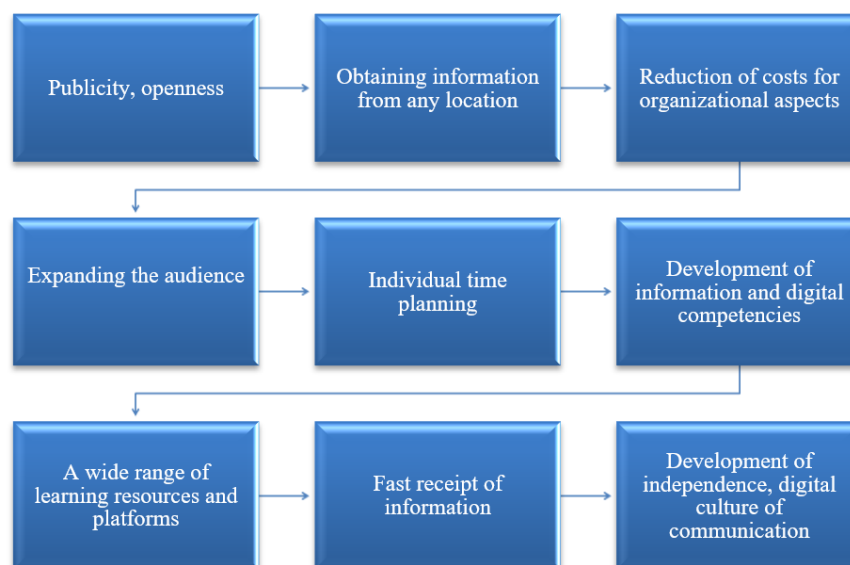 Publicity, openness
Obtaining information
from any location
Reduction of costs for
organizational aspects
Expanding the audience
Individual time
planning
Development of
information and digital
competencies
A wide range of
learning resources and
platforms
Fast receipt of
information
Development of
independence, digital
culture of
communication